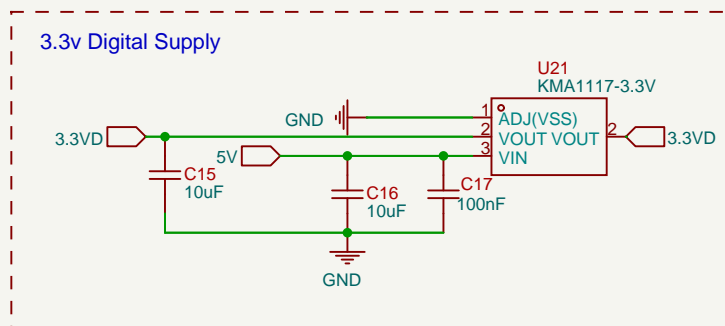 3.3v Digital Supply
U21
KMA1117-3.3V
GND
1
ADJ(VSS)
3.3VD
2
VOUT VOUT
2
3.3VD
5V
3
VIN
C15
10uF
C16
10uF
C17
100nF
GND